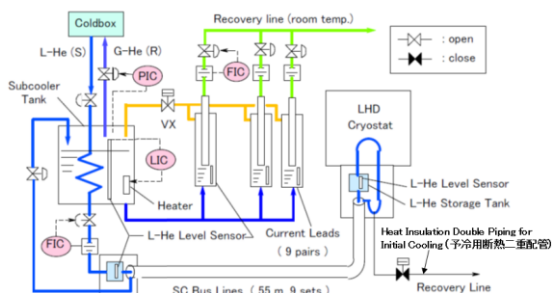 Coldbox
Recovery line (room temp.)
L-He (S)
G-He (R)
: open
: close
PIC
FIC
Subcooler
Tank
VX
LHD
Cryostat
LIC
Heater
L-He Level Sensor
L-He Storage Tank
FIC
L-He Level Sensor
Current Leads
( 9 pairs )
Heat Insulation Double Piping for
Initial Cooling (予冷用断熱二重配管)
Recovery Line
SC Bus Lines ( 55 m, 9 sets )